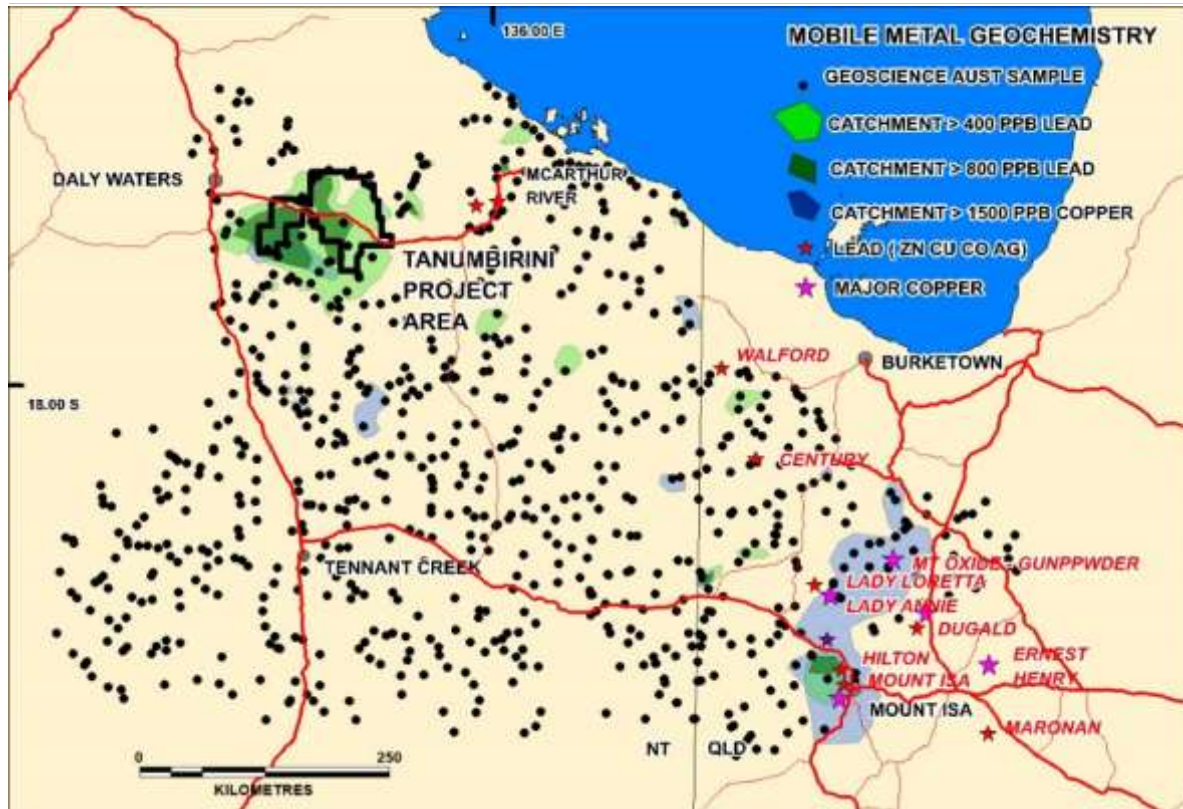 136.00 E
MOBILE METAL GEOCHEMISTRY
GEOSCIENCE AUST SAMPLE
CATCHMENT > 400 PPB LEAD
CATCHMENT > 800 PPB LEAD
CATCHMENT > 1500 PPB COPPER
LEAD ( ZN CU CO AG)
MAJOR COPPER
DALY WATERS
MCARTHUR
RIVER
TANUMBIRINI
PROJECT
AREA
WALFORD
BURKETOWN
18.00 S
CENTURY
TENNANT CREEK
MT OXIDE - GUNPPWDER
LADY LORETTA
LADY ANNIE
DUGALD
HILTON
ERNEST
HENRY
MOUNT ISA
MOUNT ISA
MARONAN
NT
QLD
0
250
KILOMETRES